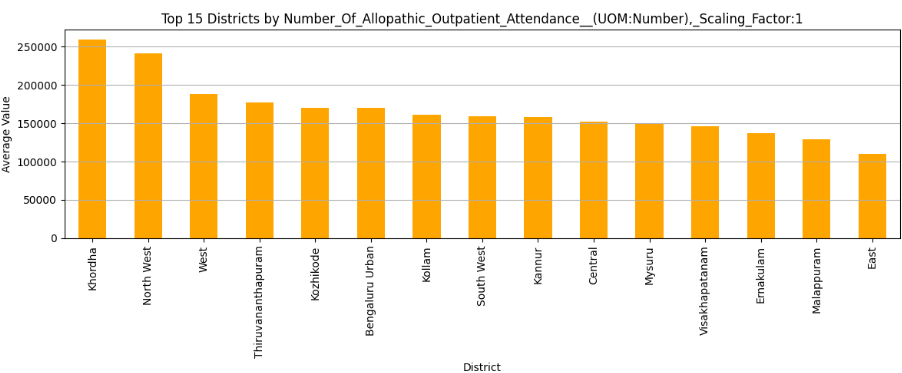 Top 15 Districts by Number_Of_Allopathic_Outpatient_Attendance__(UOM:Number),_Scaling_Factor:1
Average Value
250000
200000
150000
100000
50000
0
Khordha
North West
West
Thiruvananthapuram
Kozhikode
Bengaluru Urban
Kollam
South West
Kannur
Central
Mysuru
Visakhapatanam
Ernakulam
Malappuram
East
District